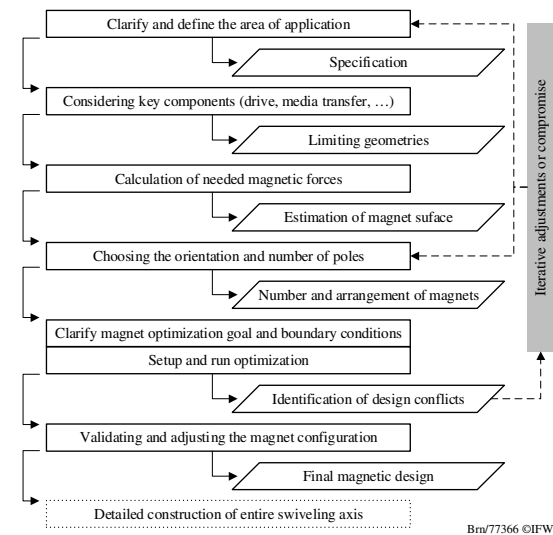 Clarify and define the area of application
Specification
Considering key components (drive, media transfer, …)
Limiting geometries
Calculation of needed magnetic forces
Estimation of magnet suface
Choosing the orientation and number of poles
Number and arrangement of magnets
Clarify magnet optimization goal and boundary conditions
Setup and run optimization
Identification of design conflicts
Validating and adjusting the magnet configuration
Final magnetic design
Detailed construction of entire swiveling axis
Iterative adjustments or compromise
Brn/77366 ©IFW